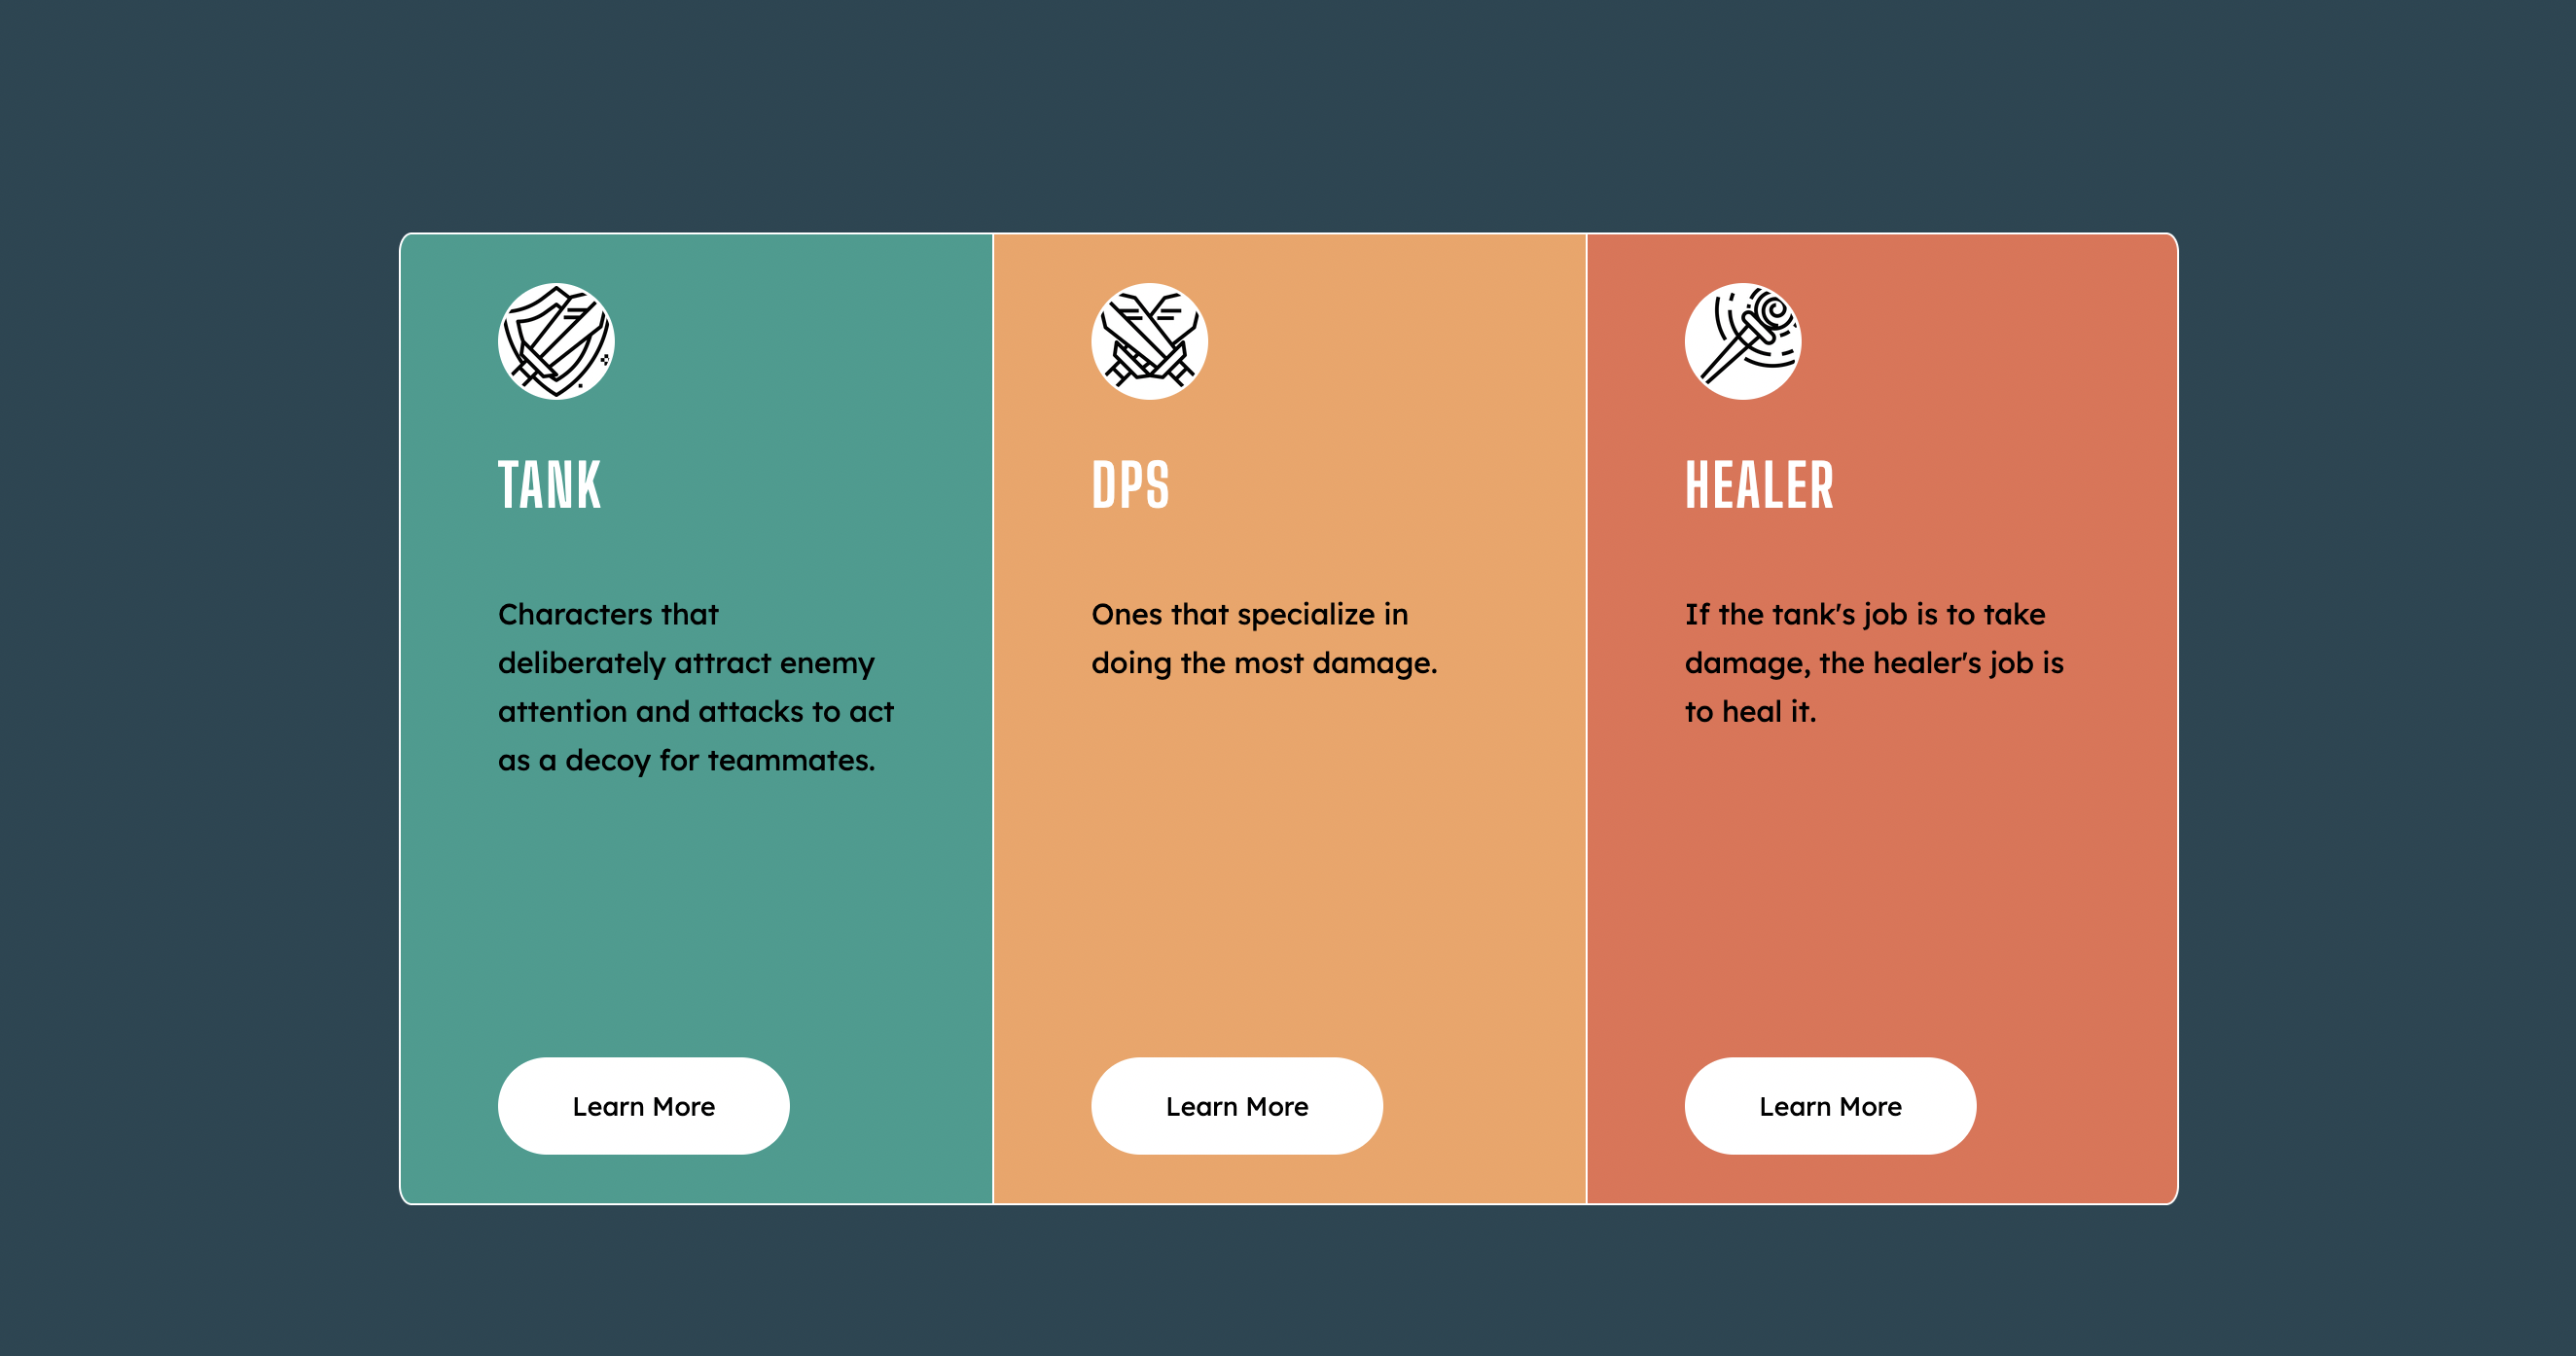 TANK
Characters that
deliberately attract enemy
attention and attacks to act
as a decoy for teammates.
Learn More
DPS
Ones that specialize in
doing the most damage.
Learn More
HEALER
If the tank's job is to take
damage, the healer's job is
to heal it.
Learn More